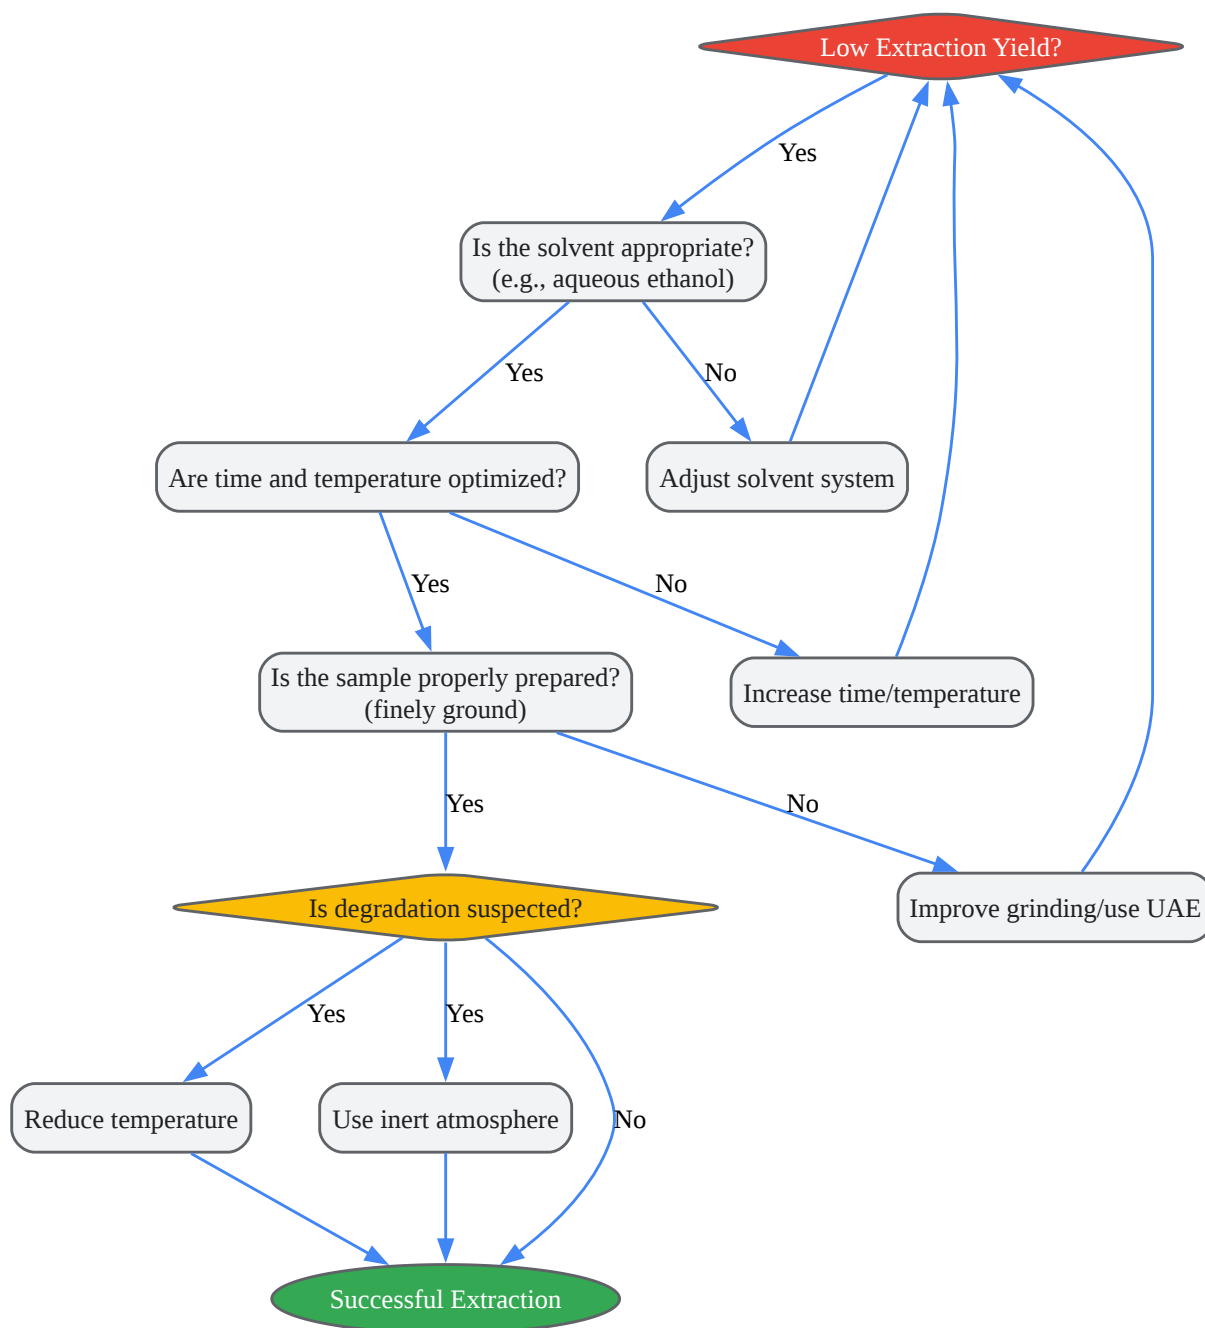 Low Extraction Yield?
Yes
Is the solvent appropriate?
(e.g., aqueous ethanol)
Yes
No
Are time and temperature optimized?
Adjust solvent system
Yes
No
Is the sample properly prepared?
(finely ground)
Increase time/temperature
Yes
No
Is degradation suspected?
Improve grinding/use UAE
Yes
Yes
No
Reduce temperature
Use inert atmosphere
Successful Extraction